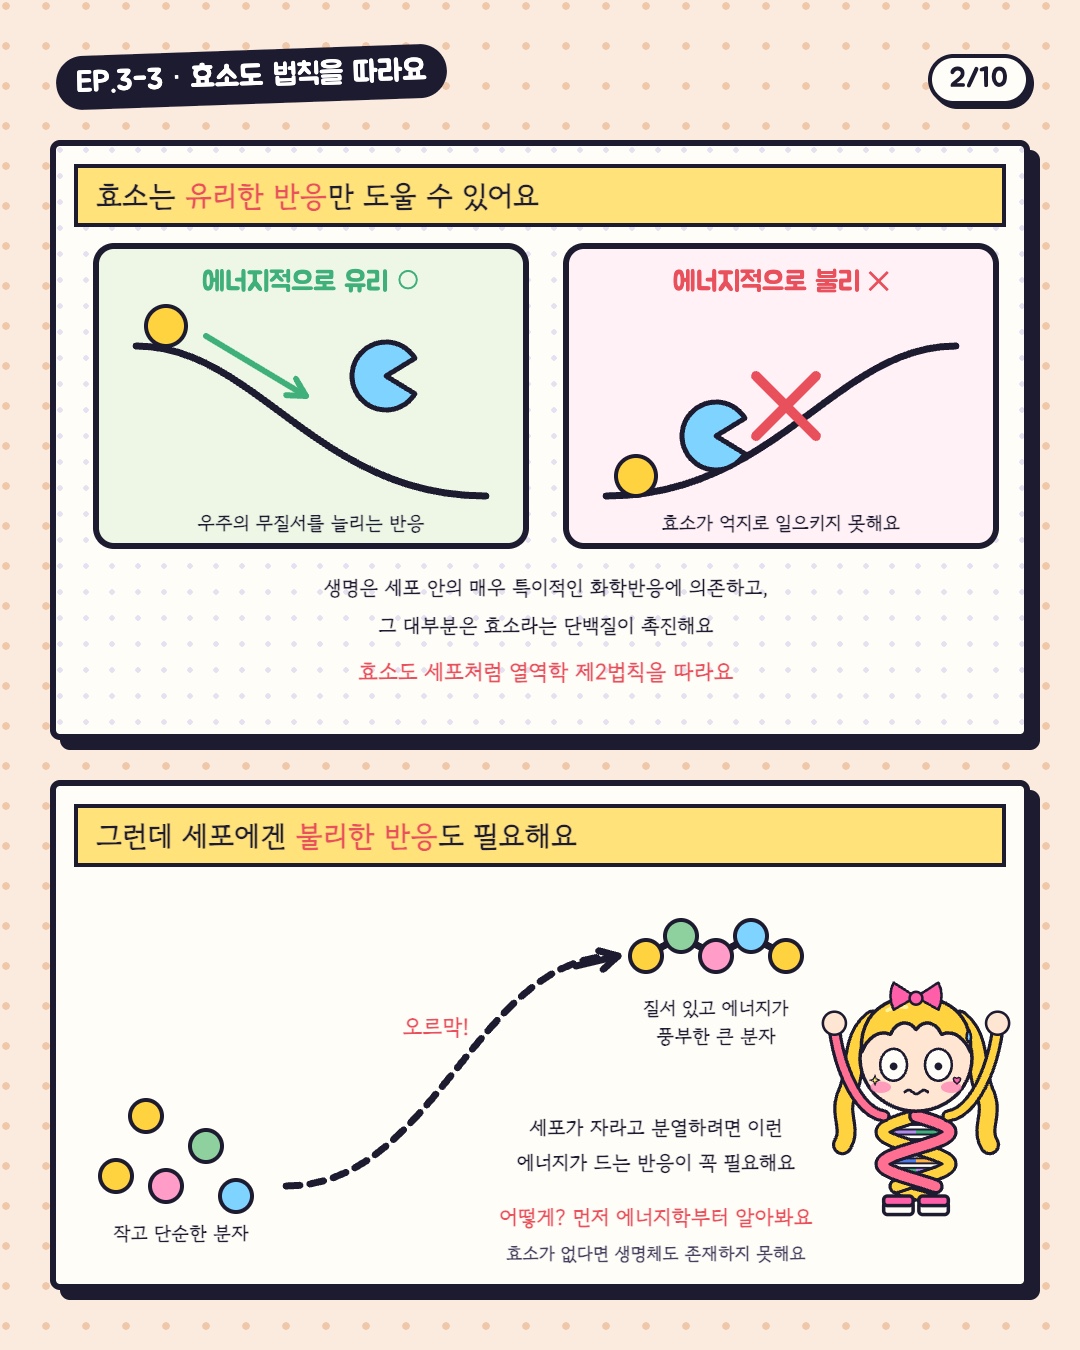 EP.3-3 · 효소도 법칙을 따라요
2/10
효소는 유리한 반응만 도울 수 있어요
에너지적으로 유리 ○
에너지적으로 불리 ×
우주의 무질서를 늘리는 반응
효소가 억지로 일으키지 못해요
생명은 세포 안의 매우 특이적인 화학반응에 의존하고,
그 대부분은 효소라는 단백질이 촉진해요
효소도 세포처럼 열역학 제2법칙을 따라요
그런데 세포에겐 불리한 반응도 필요해요
오르막!
질서 있고 에너지가
풍부한 큰 분자
작고 단순한 분자
세포가 자라고 분열하려면 이런
에너지가 드는 반응이 꼭 필요해요
어떻게? 먼저 에너지학부터 알아봐요
효소가 없다면 생명체도 존재하지 못해요